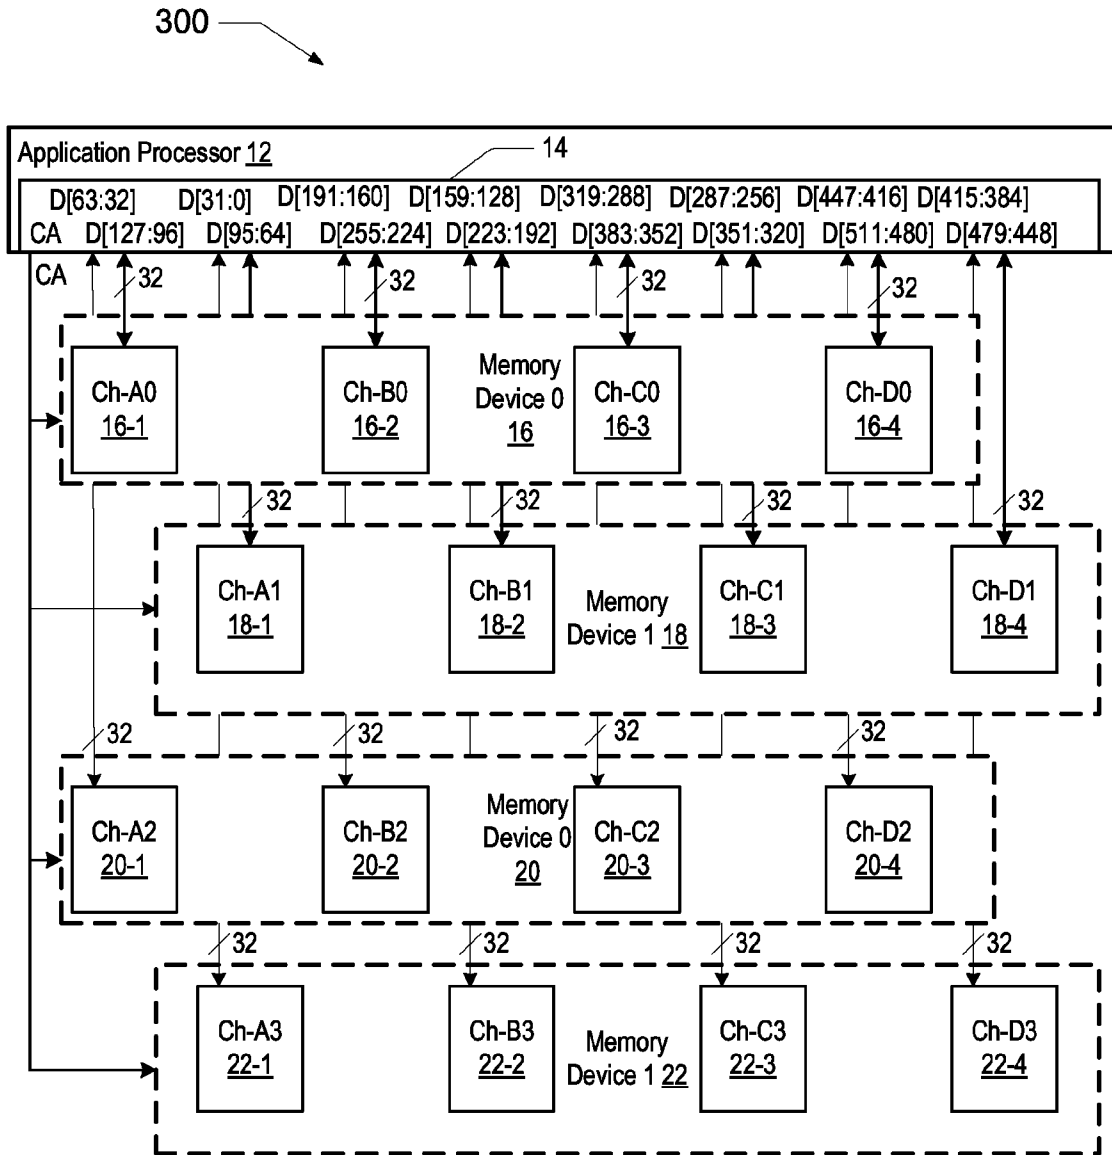 300
Application Processor 12
14
D[63:32] D[31:0] D[191:160] D[159:128] D[319:288] D[287:256] D[447:416] D[415:384]
CA D[127:96] D[95:64] D[255:224] D[223:192] D[383:352] D[351:320] D[511:480] D[479:448]
CA
32 32 32 32
Ch-A0
16-1
Ch-B0
16-2
Memory
Device 0
16
Ch-C0
16-3
Ch-D0
16-4
32 32 32 32
Ch-A1
18-1
Ch-B1
18-2
Memory
Device 1 18
Ch-C1
18-3
Ch-D1
18-4
32 32 32 32
Ch-A2
20-1
Ch-B2
20-2
Memory
Device 0
20
Ch-C2
20-3
Ch-D2
20-4
32 32 32 32
Ch-A3
22-1
Ch-B3
22-2
Memory
Device 1 22
Ch-C3
22-3
Ch-D3
22-4